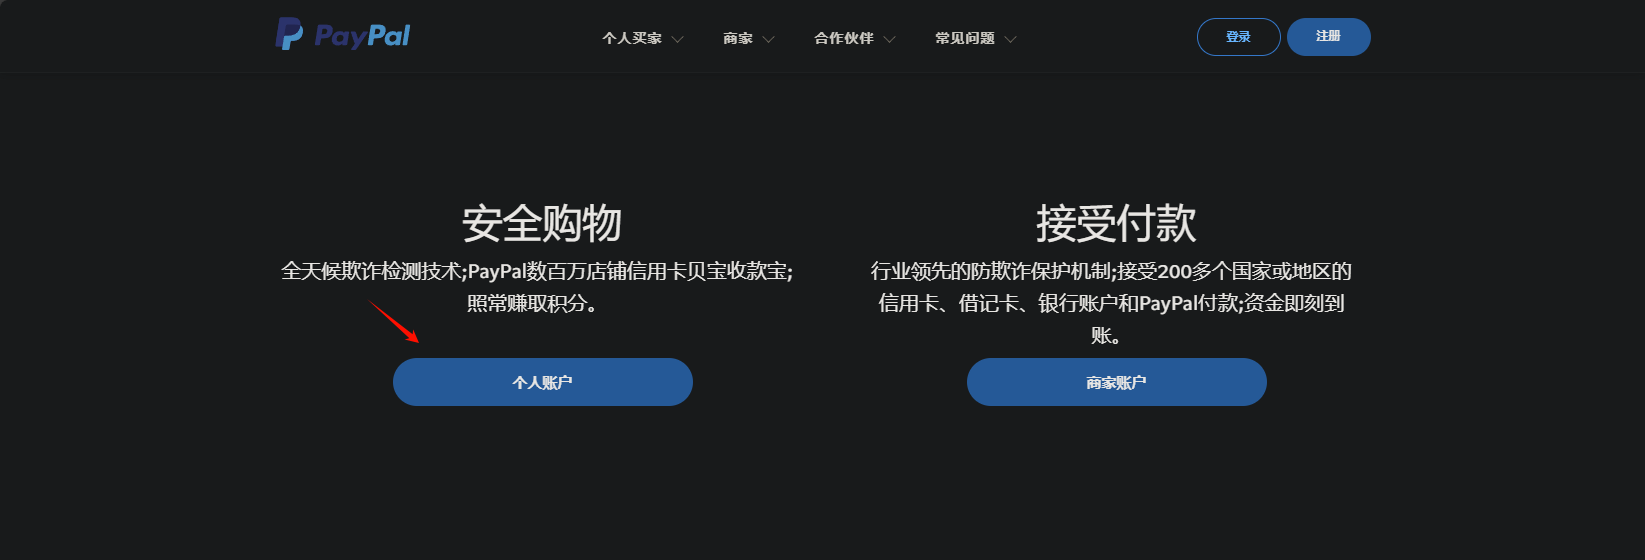 PayPal
个人买家
商家
合作伙伴
常见问题
登录
注册
安全购物
全天候欺诈检测技术;PayPal数百万店铺信用卡贝宝收款宝;
照常赚取积分。
个人账户
接受付款
行业领先的防欺诈保护机制;接受200多个国家或地区的
信用卡、借记卡、银行账户和PayPal付款;资金即刻到
账。
商家账户